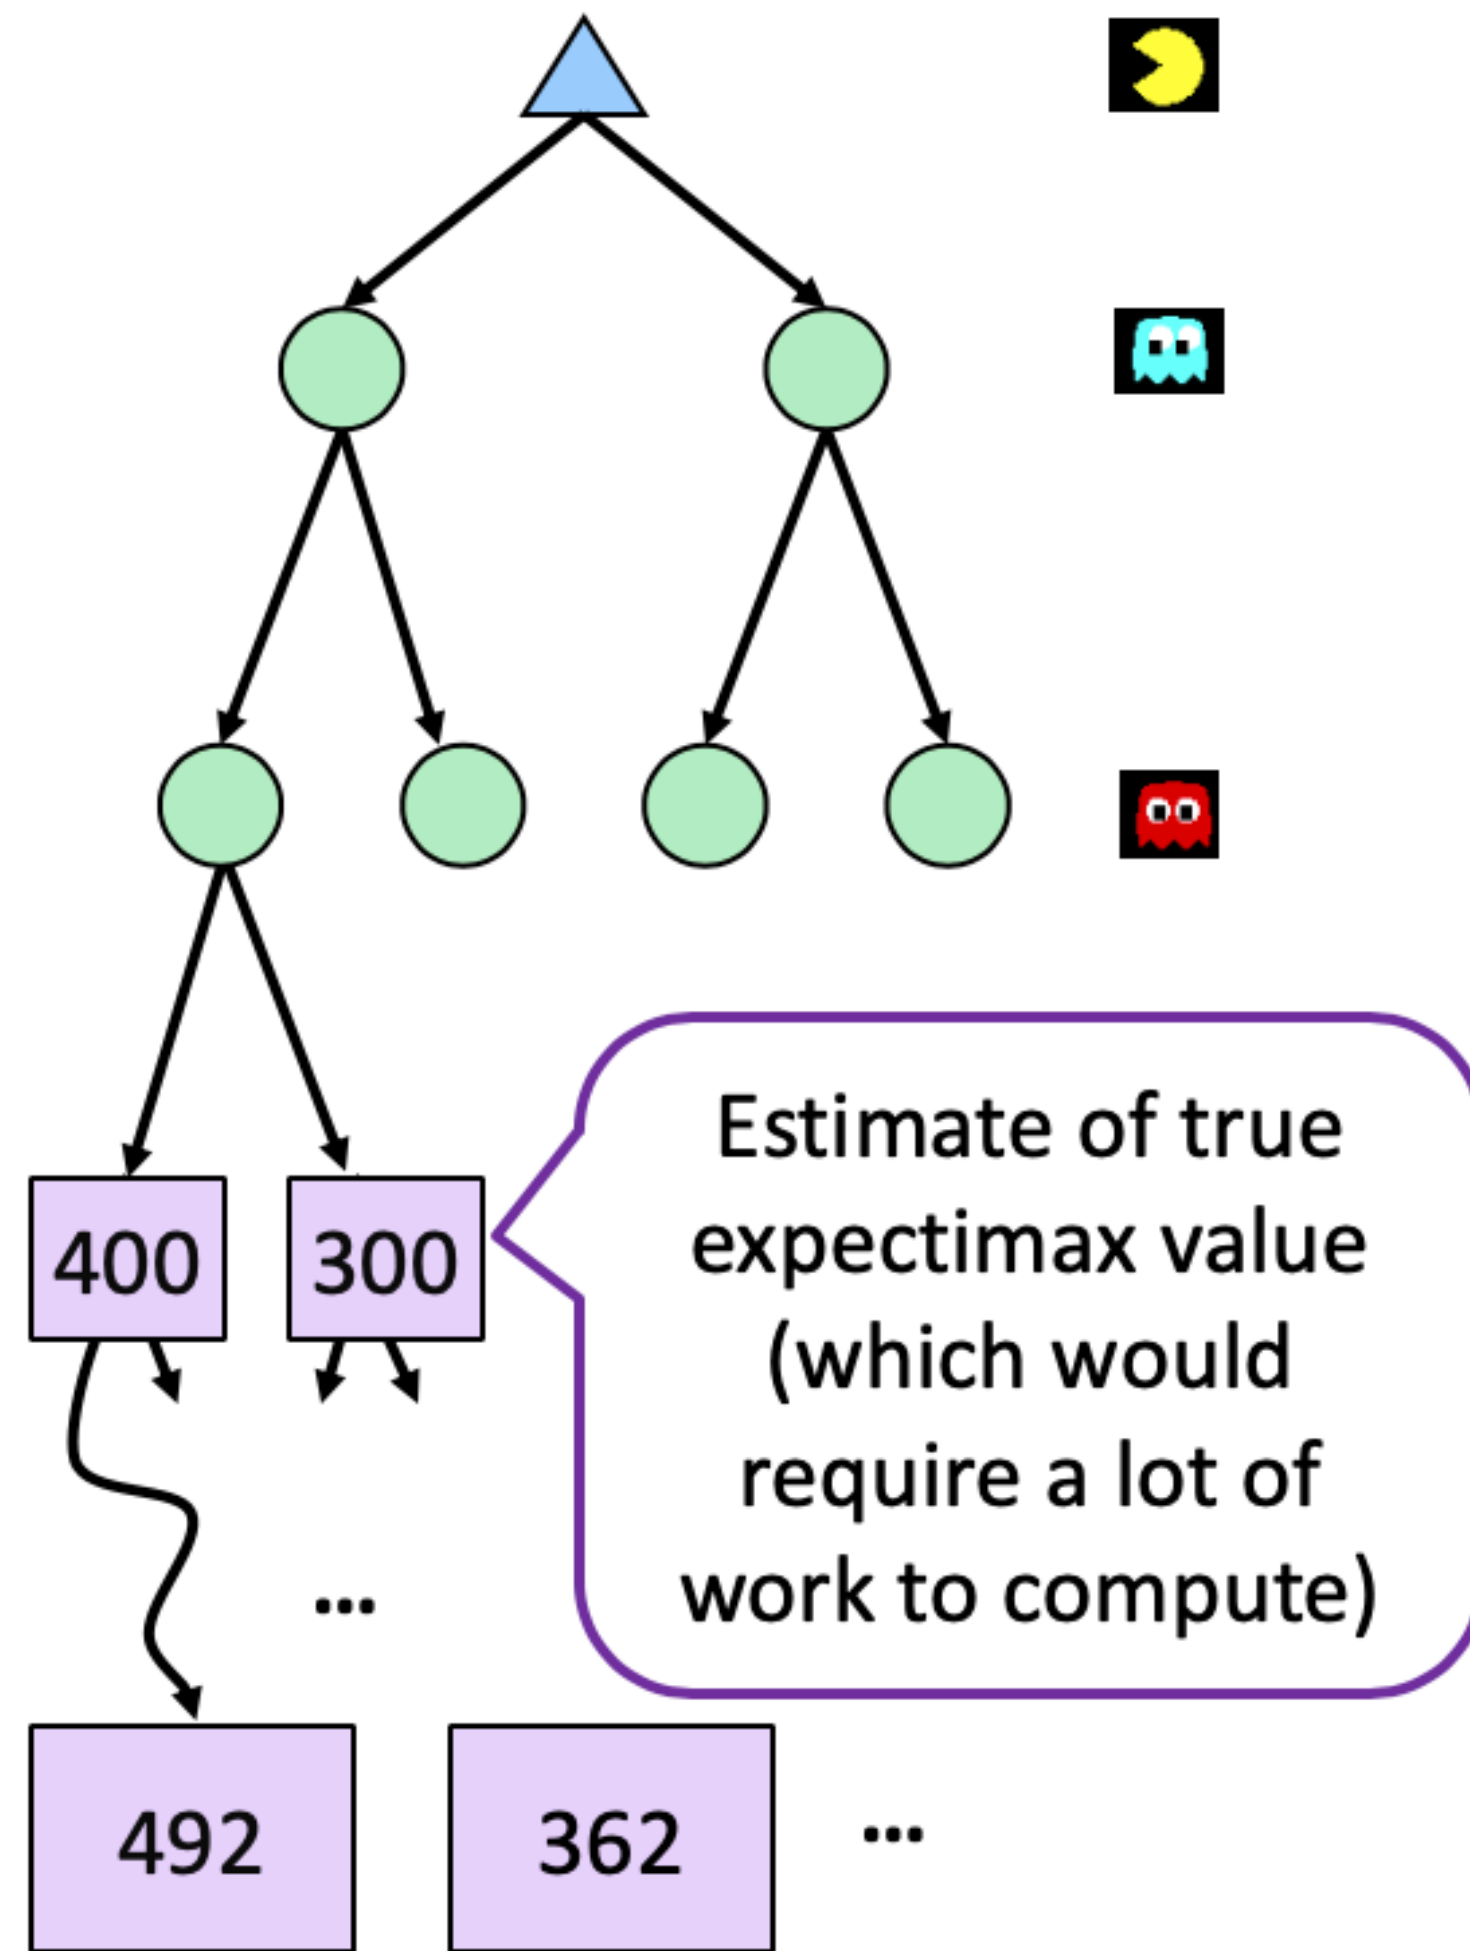 400
300
Estimate of true
expectimax value
(which would
require a lot of
work to compute)
...
492
362
...